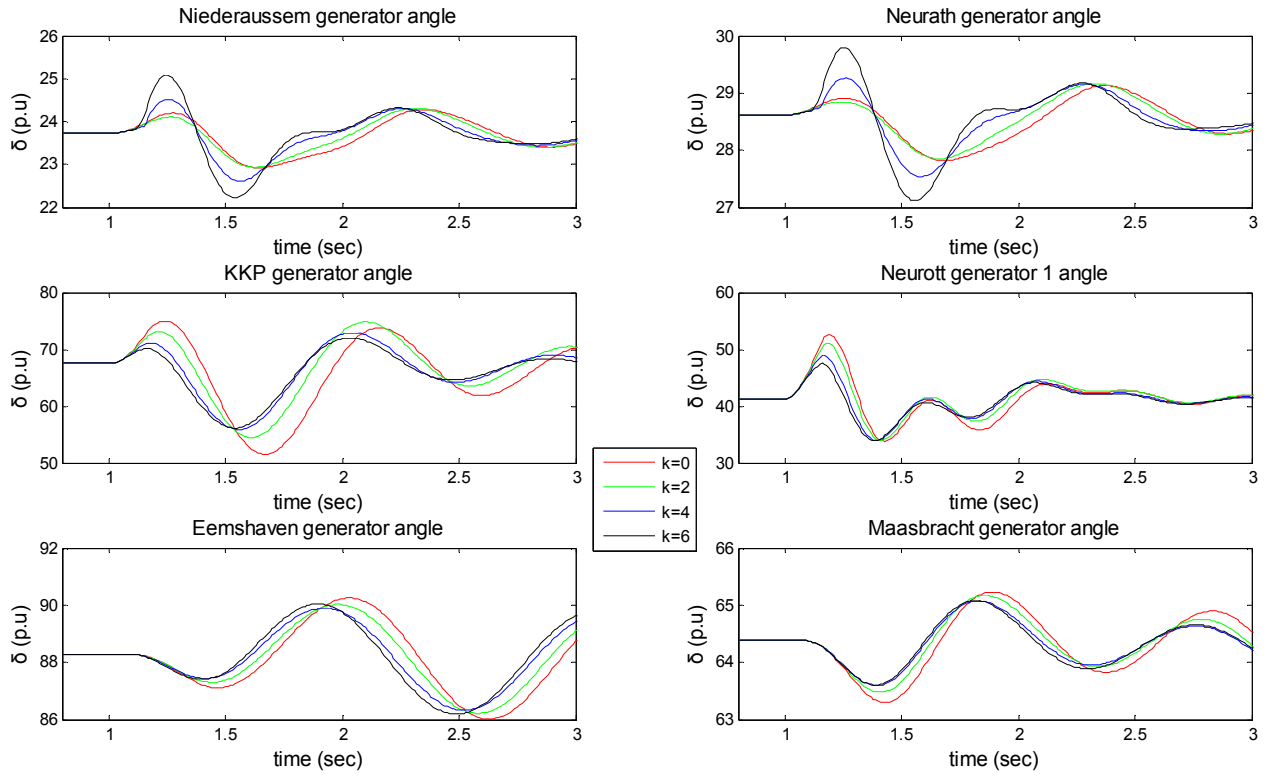 Niederaussem generator angle
26
25
24
23
22
δ (p.u)
1 1.5 2 2.5 3
time (sec)
Neurath generator angle
30
29
28
27
δ (p.u)
1 1.5 2 2.5 3
time (sec)
KKP generator angle
80
70
60
50
δ (p.u)
1 1.5 2 2.5 3
time (sec)
Neurott generator 1 angle
60
50
40
30
δ (p.u)
1 1.5 2 2.5 3
time (sec)
k=0
k=2
k=4
k=6
Eemshaven generator angle
92
90
88
86
δ (p.u)
1 1.5 2 2.5 3
time (sec)
Maasbracht generator angle
66
65
64
63
δ (p.u)
1 1.5 2 2.5 3
time (sec)